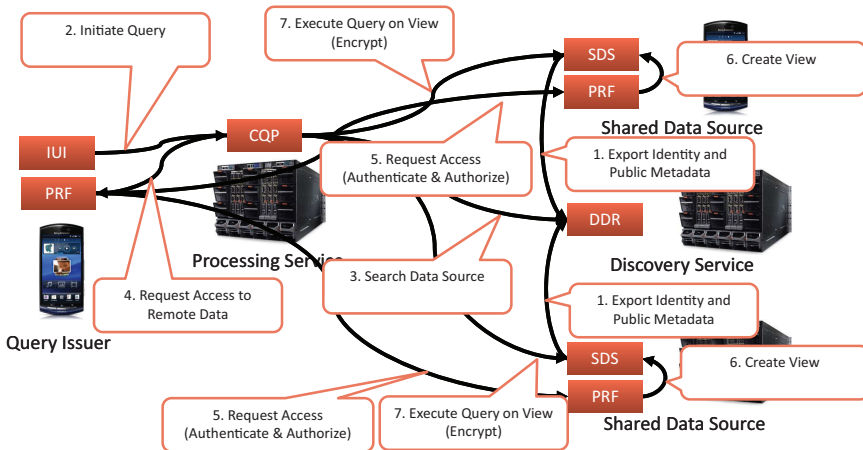 2. Initiate Query
7. Execute Query on View
(Encrypt)
SDS
6. Create View
PRF
Shared Data Source
IUI
CQP
PRF
5. Request Access
(Authenticate & Authorize)
1. Export Identity and
Public Metadata
DDR
Processing Service
3. Search Data Source
Discovery Service
4. Request Access to
Remote Data
1. Export Identity and
Public Metadata
Query Issuer
SDS
6. Create View
PRF
5. Request Access
(Authenticate & Authorize)
7. Execute Query on View
(Encrypt)
Shared Data Source